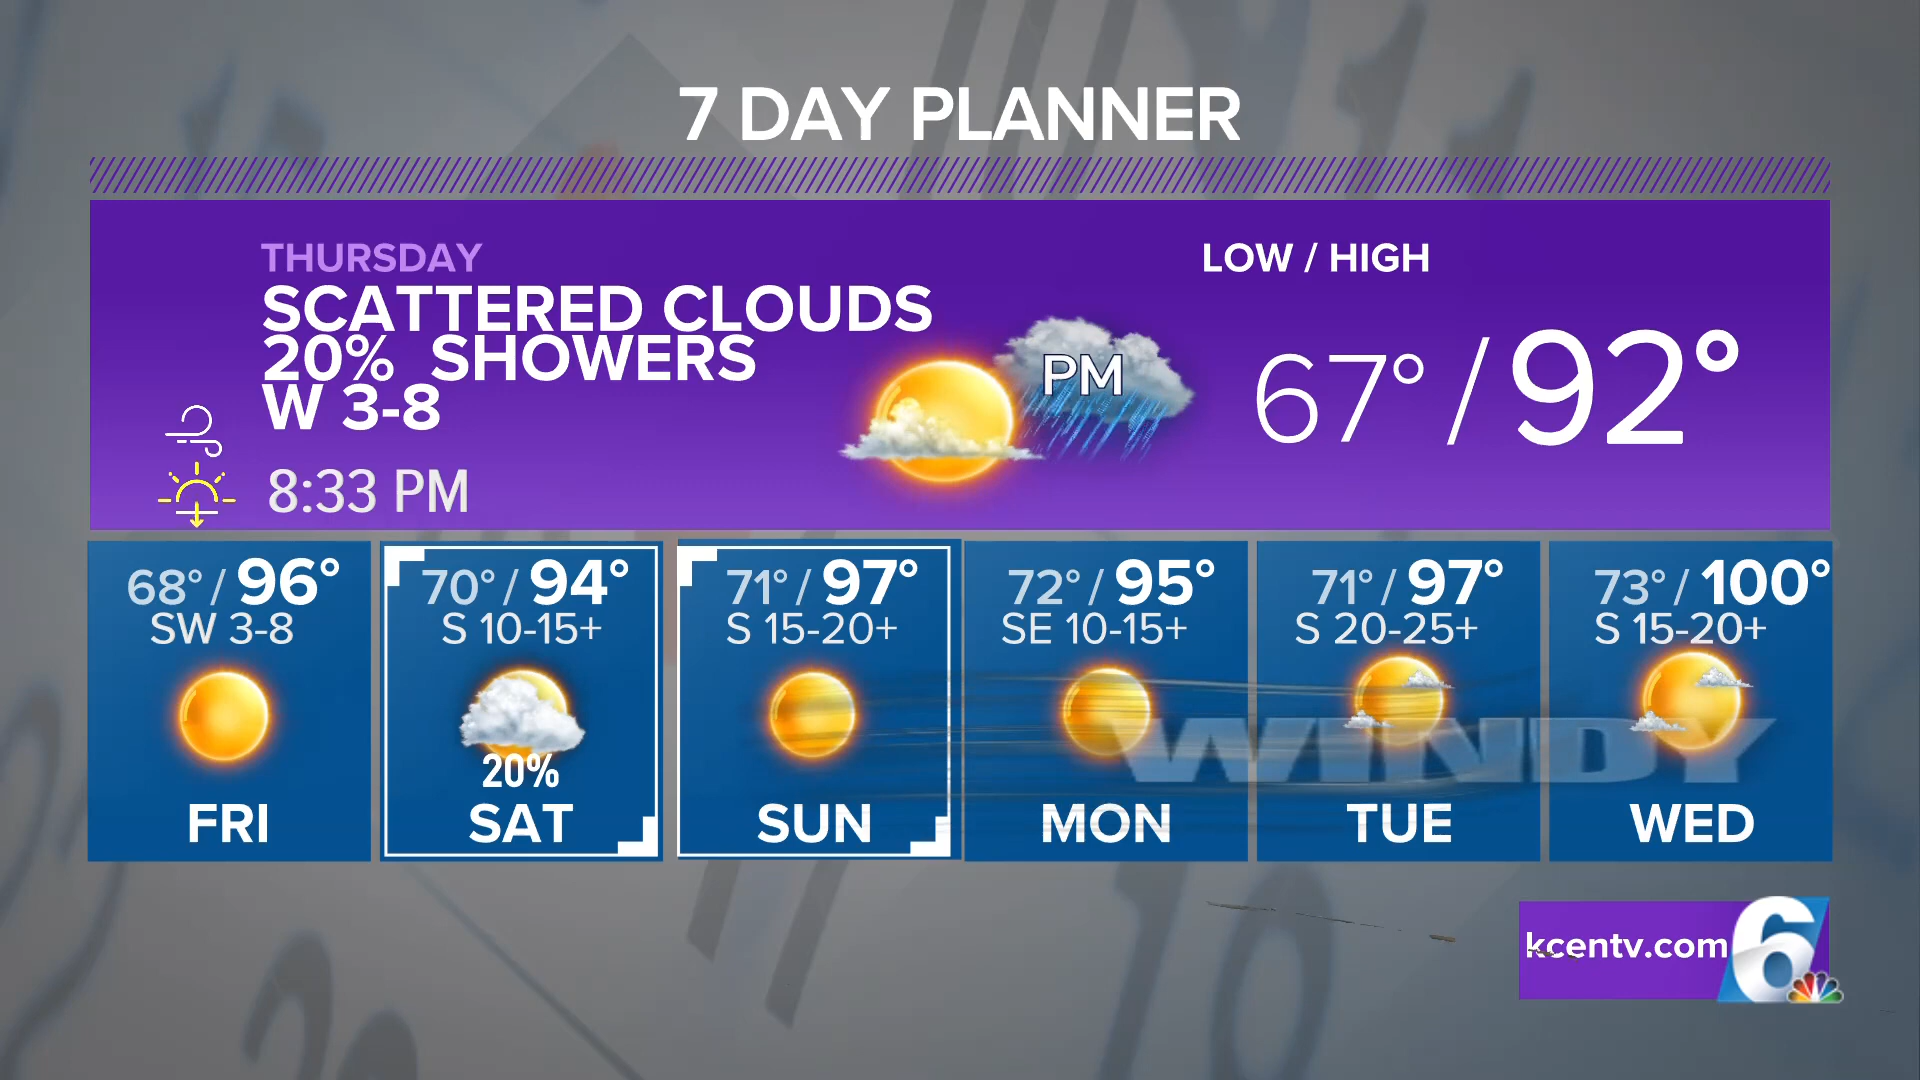 7 DAY PLANNER
THURSDAY
SCATTERED CLOUDS
20% SHOWERS
W 3-8
8:33 PM
PM
LOW / HIGH
67° / 92°
68° / 96°
SW 3-8
FRI
70° / 94°
S 10-15+
20%
SAT
71° / 97°
S 15-20+
SUN
72° / 95°
SE 10-15+
MON
71° / 97°
S 20-25+
TUE
73° / 100°
S 15-20+
WED
WINDY
kcentv.com 6